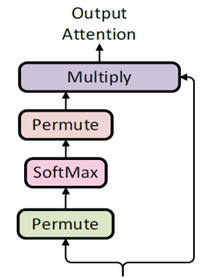 Output
Attention
Multiply
Permute
SoftMax
Permute